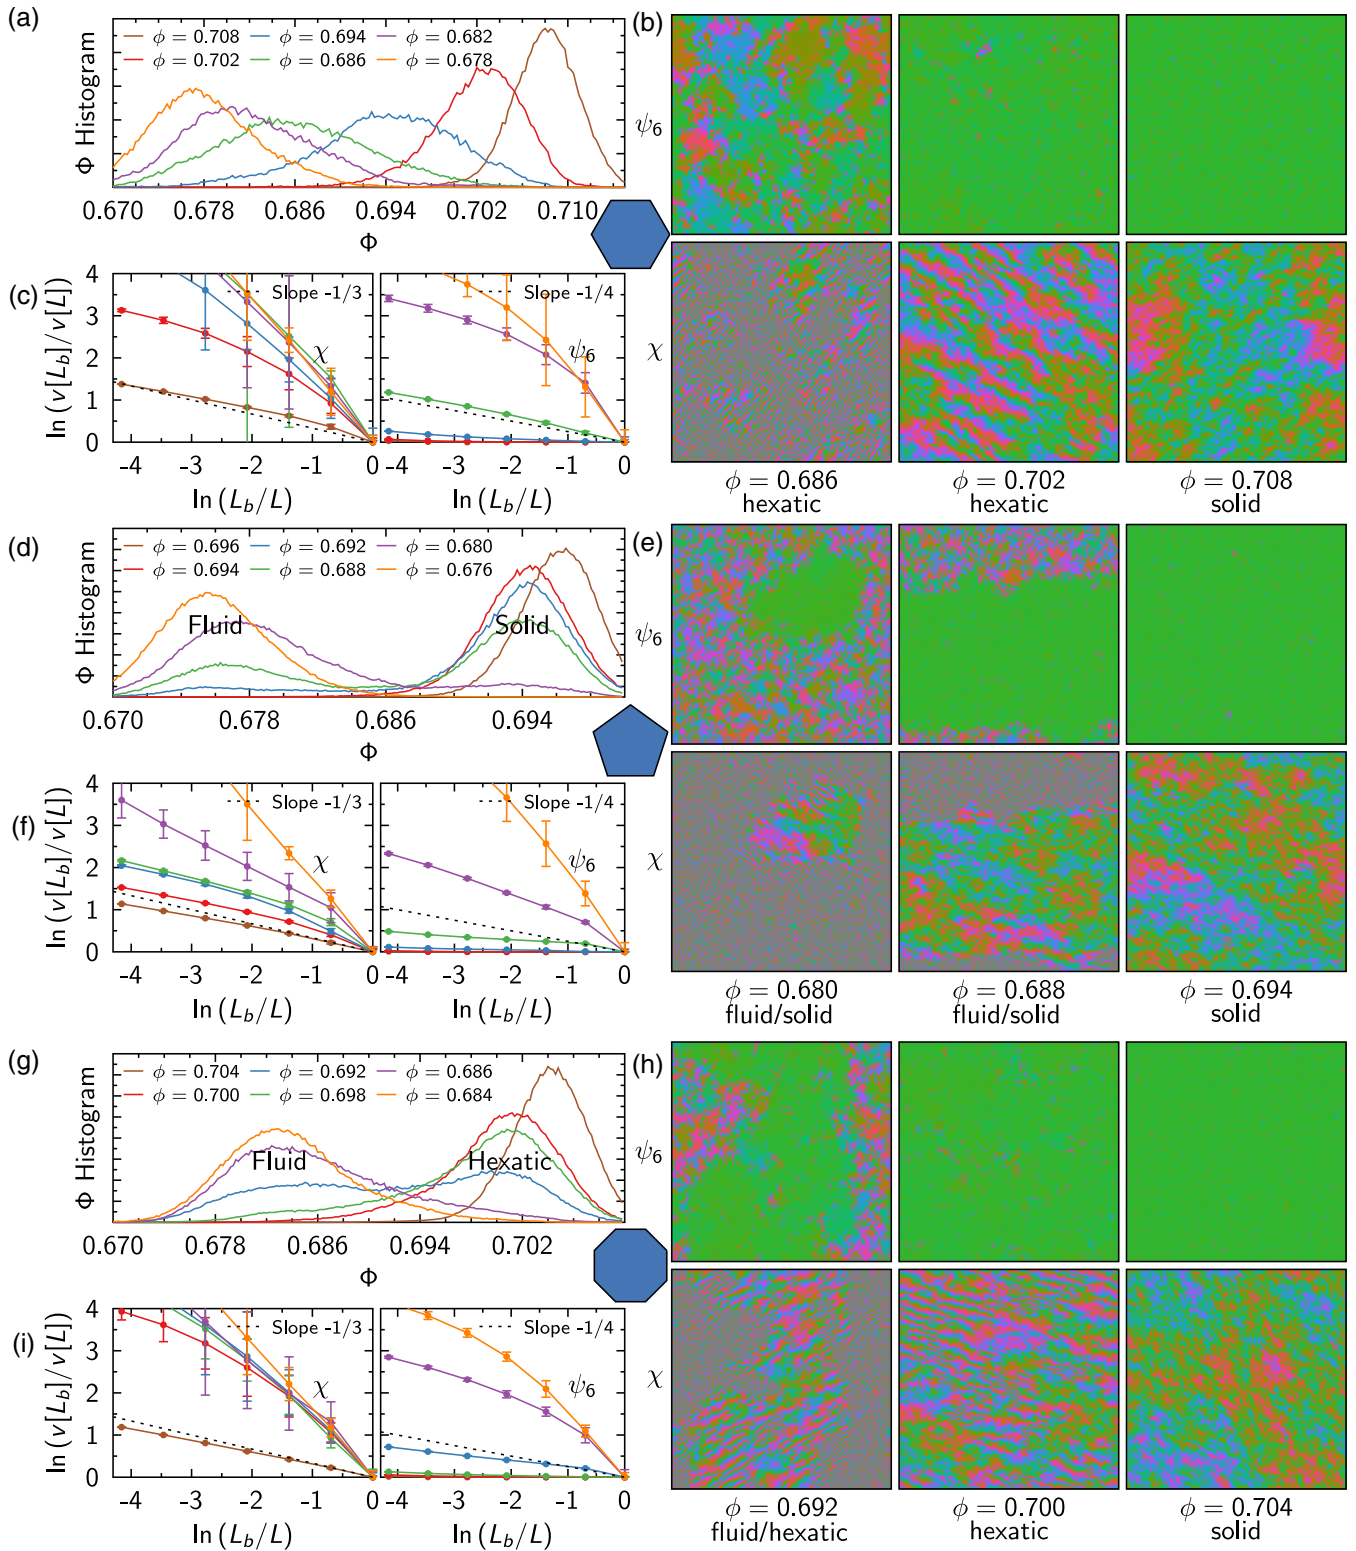 (a)
Φ Histogram
ϕ = 0.708 ϕ = 0.694 ϕ = 0.682
ϕ = 0.702 ϕ = 0.686 ϕ = 0.678
0.670 0.678 0.686 0.694 0.702 0.710
Φ
(b)
ψ6
χ
ϕ = 0.686 ϕ = 0.702 ϕ = 0.708
hexatic hexatic solid
(c)
ln (v[Lb]/v[L])
4 3 2 1 0
Slope -1/3 Slope -1/4
χ ψ6
-4 -3 -2 -1 0 -3 -2 -1 0
ln (Lb/L) ln (Lb/L)
(d)
Φ Histogram
ϕ = 0.696 ϕ = 0.692 ϕ = 0.680
ϕ = 0.694 ϕ = 0.688 ϕ = 0.676
Fluid Solid
0.670 0.678 0.686 0.694
Φ
(e)
ψ6
χ
ϕ = 0.680 ϕ = 0.688 ϕ = 0.694
fluid/solid fluid/solid solid
(f)
ln (v[Lb]/v[L])
4 3 2 1 0
Slope -1/3 Slope -1/4
χ ψ6
-4 -3 -2 -1 0 -3 -2 -1 0
ln (Lb/L) ln (Lb/L)
(g)
Φ Histogram
ϕ = 0.704 ϕ = 0.692 ϕ = 0.686
ϕ = 0.700 ϕ = 0.698 ϕ = 0.684
Fluid Hexatic
0.670 0.678 0.686 0.694 0.702
Φ
(h)
ψ6
χ
ϕ = 0.692 ϕ = 0.700 ϕ = 0.704
fluid/hexatic hexatic solid
(i)
ln (v[Lb]/v[L])
4 3 2 1 0
Slope -1/3 Slope -1/4
χ ψ6
-4 -3 -2 -1 0 -3 -2 -1 0
ln (Lb/L) ln (Lb/L)